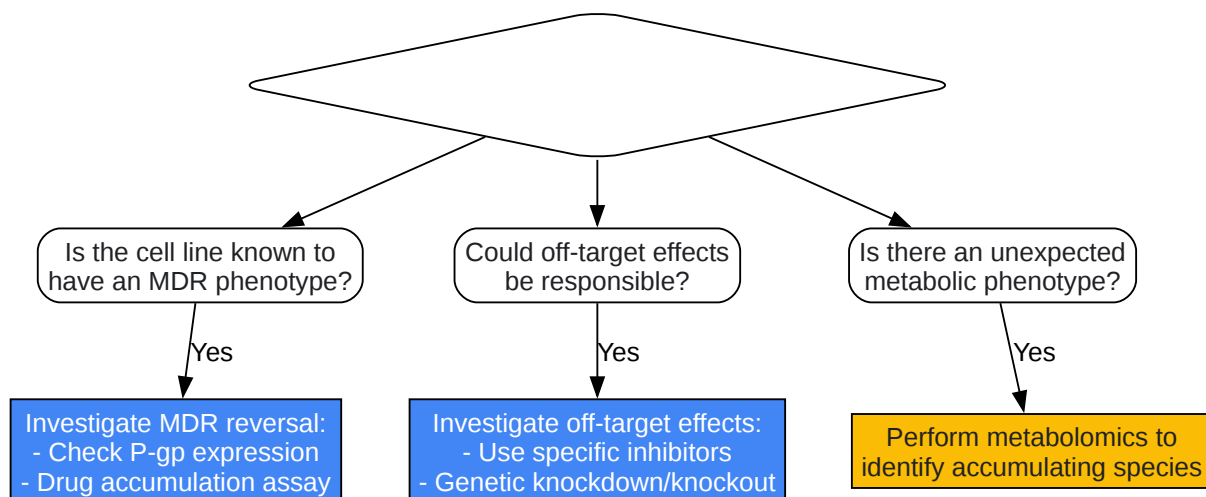 Is the cell line known to
have an MDR phenotype?
Could off-target effects
be responsible?
Is there an unexpected
metabolic phenotype?
Yes
Yes
Yes
Investigate MDR reversal:
- Check P-gp expression
- Drug accumulation assay
Investigate off-target effects:
- Use specific inhibitors
- Genetic knockdown/knockout
Perform metabolomics to
identify accumulating species